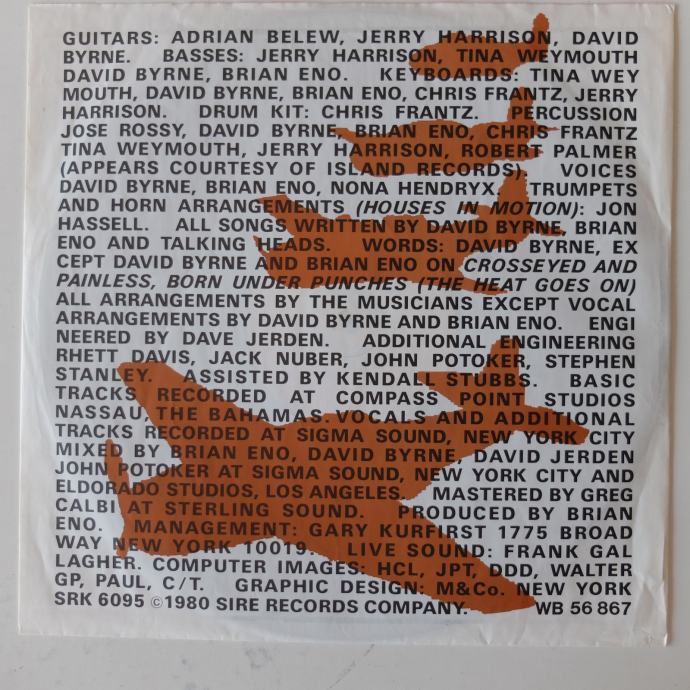 GUITARS: ADRIAN BELEW, JERRY HARRISON, DAVID
BYRNE. BASSES: JERRY HARRISON, TINA WEYMOUTH
DAVID BYRNE, BRIAN ENO. KEYBOARDS: TINA WEY
MOUTH, DAVID BYRNE, BRIAN ENO, CHRIS FRANTZ, JERRY
HARRISON. DRUM KIT: CHRIS FRANTZ. PERCUSSION
JOSE ROSSY, DAVID BYRNE, BRIAN ENO, CHRIS FRANTZ
TINA WEYMOUTH, JERRY HARRISON, ROBERT PALMER
(APPEARS COURTESY OF ISLAND RECORDS). VOICES
DAVID BYRNE, BRIAN ENO, NONA HENDRYX. TRUMPETS
AND HORN ARRANGEMENTS (HOUSES IN MOTION): JON
HASSELL. ALL SONGS WRITTEN BY DAVID BYRNE, BRIAN
ENO AND TALKING HEADS. WORDS: DAVID BYRNE, EX
CEPT DAVID BYRNE AND BRIAN ENO ON CROSSEYED AND
PAINLESS, BORN UNDER PUNCHES (THE HEAT GOES ON)
ALL ARRANGEMENTS BY THE MUSICIANS EXCEPT VOCAL
ARRANGEMENTS BY DAVID BYRNE AND BRIAN ENO. ENGI
NEERED BY DAVE JERDEN. ADDITIONAL ENGINEERING
RHETT DAVIS, JACK NUBER, JOHN POTOKER, STEPHEN
STANLEY. ASSISTED BY KENDALL STUBBS. BASIC
TRACKS RECORDED AT COMPASS POINT STUDIOS
NASSAU, THE BAHAMAS. VOCALS AND ADDITIONAL
TRACKS RECORDED AT SIGMA SOUND, NEW YORK CITY
MIXED BY BRIAN ENO, DAVID BYRNE, DAVID JERDEN
JOHN POTOKER AT SIGMA SOUND, NEW YORK CITY AND
ELDORADO STUDIOS, LOS ANGELES. MASTERED BY GREG
CALBI AT STERLING SOUND. PRODUCED BY BRIAN
ENO. MANAGEMENT: GARY KURFIRST 1775 BROAD
WAY NEW YORK 10019. LIVE SOUND: FRANK GAL
LAGHER. COMPUTER IMAGES: HCL, JPT, DDD, WALTER
GP, PAUL, C/T. GRAPHIC DESIGN: M&Co. NEW YORK
SRK 6095 ©1980 SIRE RECORDS COMPANY. WB 56 867